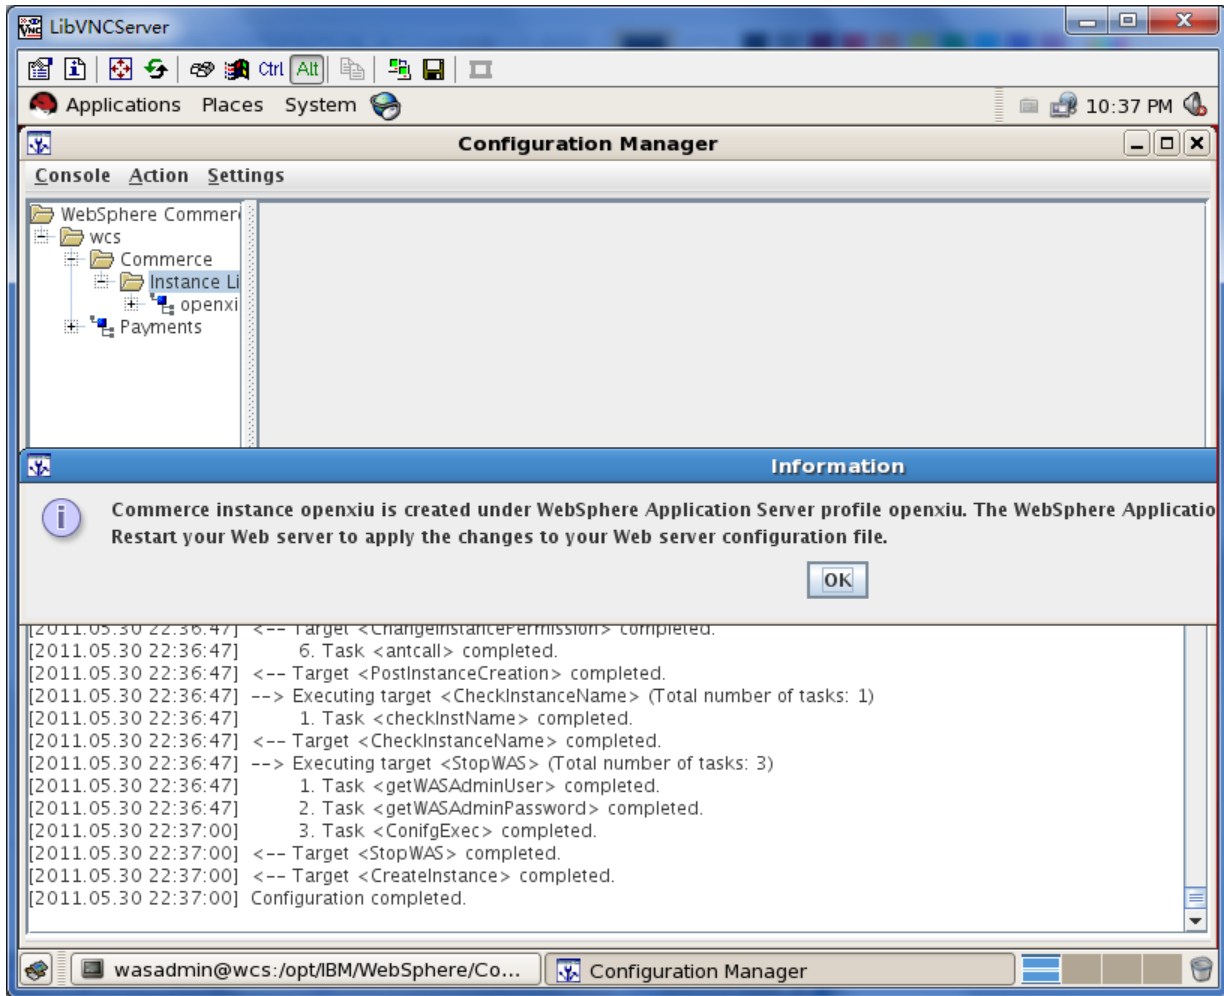 LibVNCServer
Ctrl Alt
Applications Places System
10:37 PM
Configuration Manager
Console Action Settings
WebSphere Commer
wcs
Commerce
Instance Li
openxi
Payments
Information
Commerce instance openxiu is created under WebSphere Application Server profile openxiu. The WebSphere Applicatio
Restart your Web server to apply the changes to your Web server configuration file.
OK
[2011.05.30 22:36:47] <-- Target <ChangeInstancePermission> completed.
[2011.05.30 22:36:47] 6. Task <antcall> completed.
[2011.05.30 22:36:47] <-- Target <PostInstanceCreation> completed.
[2011.05.30 22:36:47] --> Executing target <CheckInstanceName> (Total number of tasks: 1)
[2011.05.30 22:36:47] 1. Task <checkInstName> completed.
[2011.05.30 22:36:47] <-- Target <CheckInstanceName> completed.
[2011.05.30 22:36:47] --> Executing target <StopWAS> (Total number of tasks: 3)
[2011.05.30 22:36:47] 1. Task <getWASAdminUser> completed.
[2011.05.30 22:36:47] 2. Task <getWASAdminPassword> completed.
[2011.05.30 22:37:00] 3. Task <ConifgExec> completed.
[2011.05.30 22:37:00] <-- Target <StopWAS> completed.
[2011.05.30 22:37:00] <-- Target <CreateInstance> completed.
[2011.05.30 22:37:00] Configuration completed.
wasadmin@wcs:/opt/IBM/WebSphere/Co...
Configuration Manager